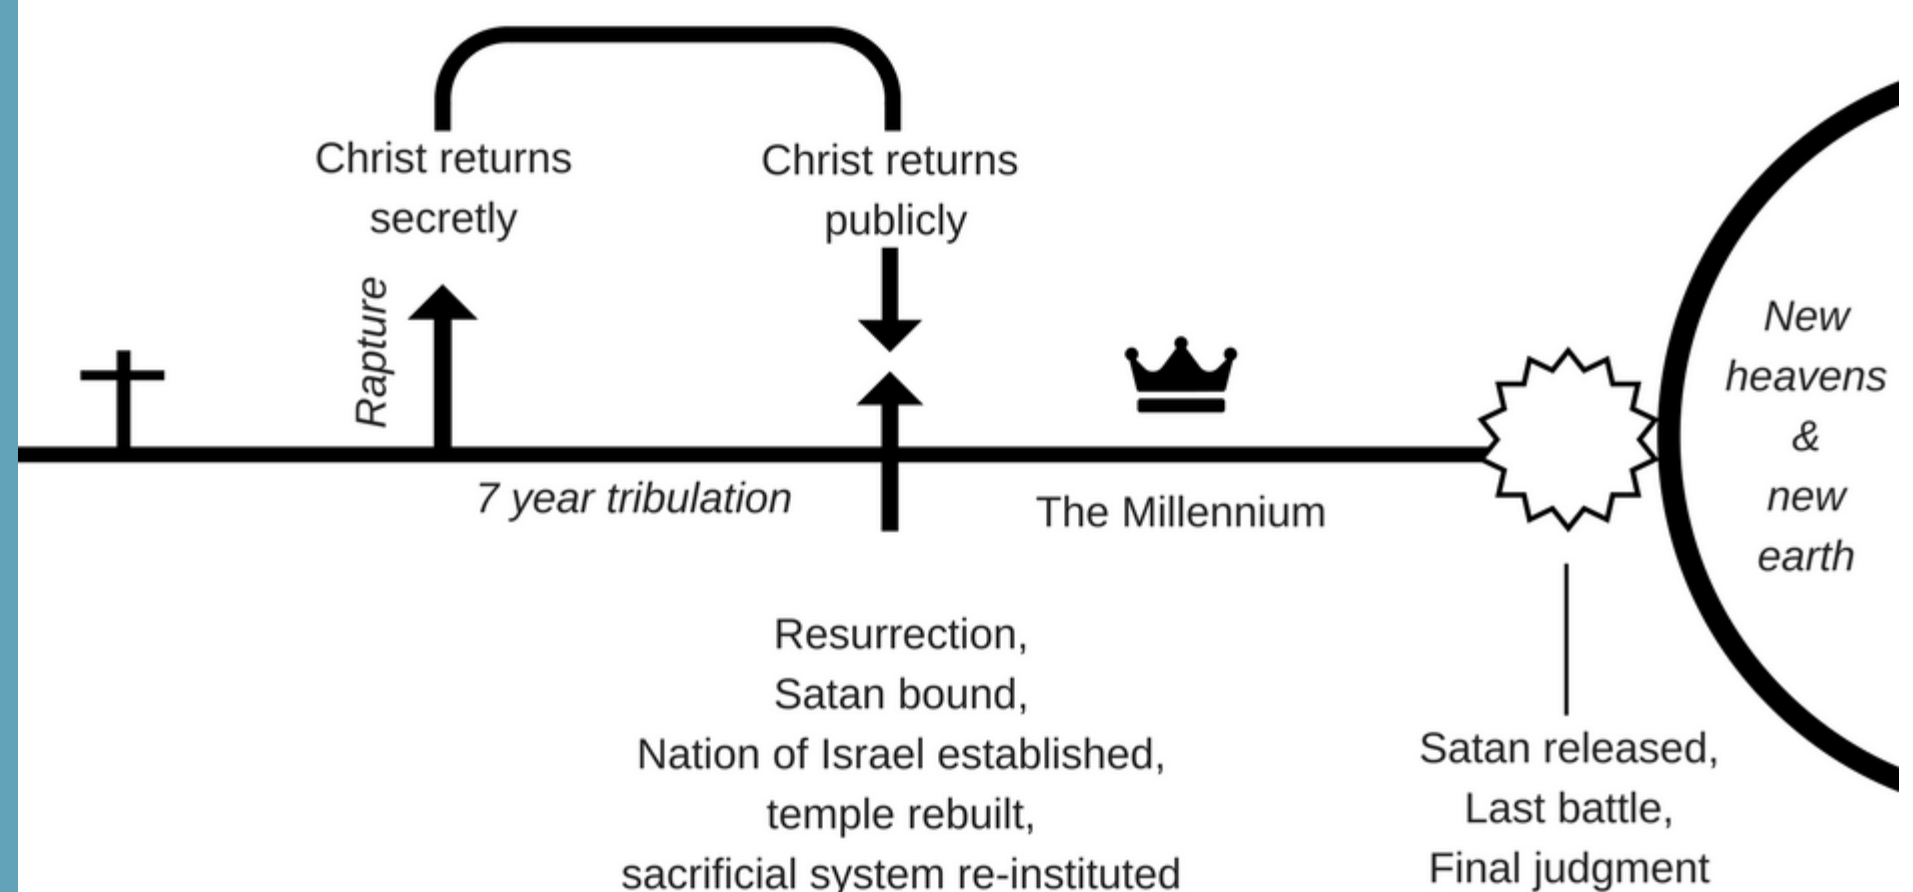 Christ returns
secretly
Christ returns
publicly
Rapture
7 year tribulation
The Millennium
New
heavens
&
new
earth
Resurrection,
Satan bound,
Nation of Israel established,
temple rebuilt,
sacrificial system re-instituted
Satan released,
Last battle,
Final judgment